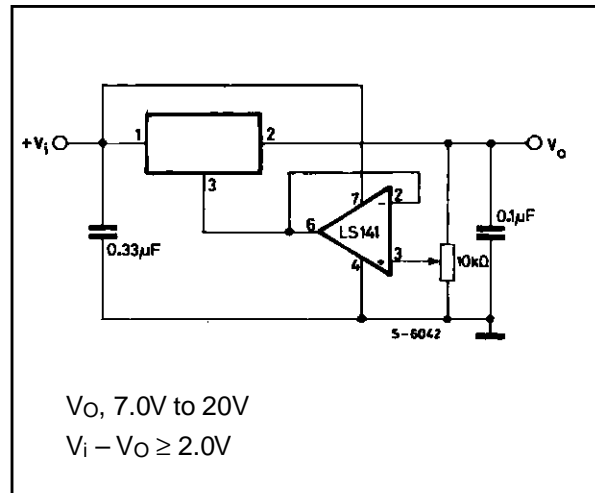 1
2
+Vi
Vo
3
7
2
6
LS141
0.33µF
4
3
+
-
10kΩ
0.1µF
S-6042
VO, 7.0V to 20V
Vi – VO ≥ 2.0V